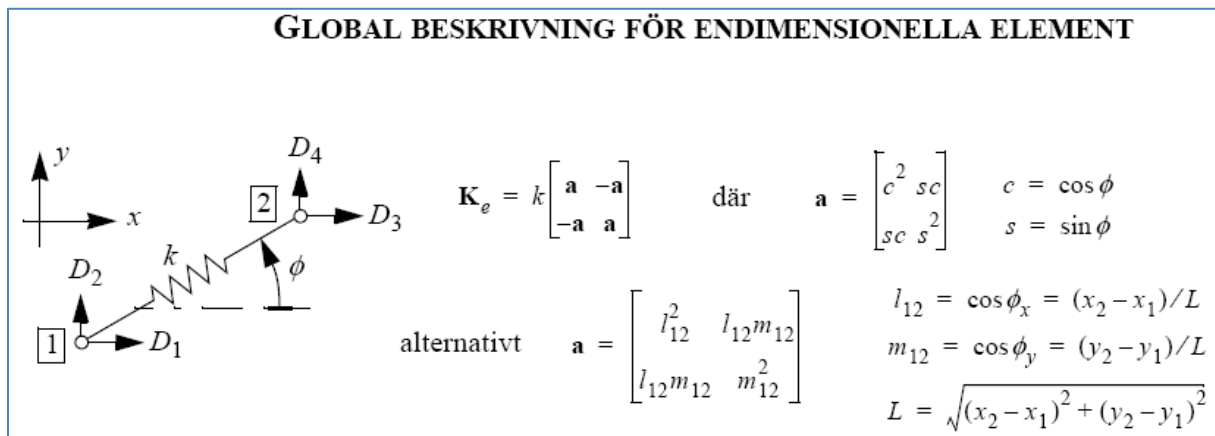 GLOBAL BESKRIVNING FÖR ENDIMENSIONELLA ELEMENT
y
x
D₄
2
D₃
k
ϕ
D₂
1
D₁
Kₑ = k [a −a; −a a] där a = [c² sc; sc s²] c = cos ϕ
s = sin ϕ
alternativt a = [l₁₂² l₁₂m₁₂; l₁₂m₁₂ m₁₂²]
l₁₂ = cos ϕₓ = (x₂ − x₁)/L
m₁₂ = cos ϕ_y = (y₂ − y₁)/L
L = √((x₂ − x₁)² + (y₂ − y₁)²)